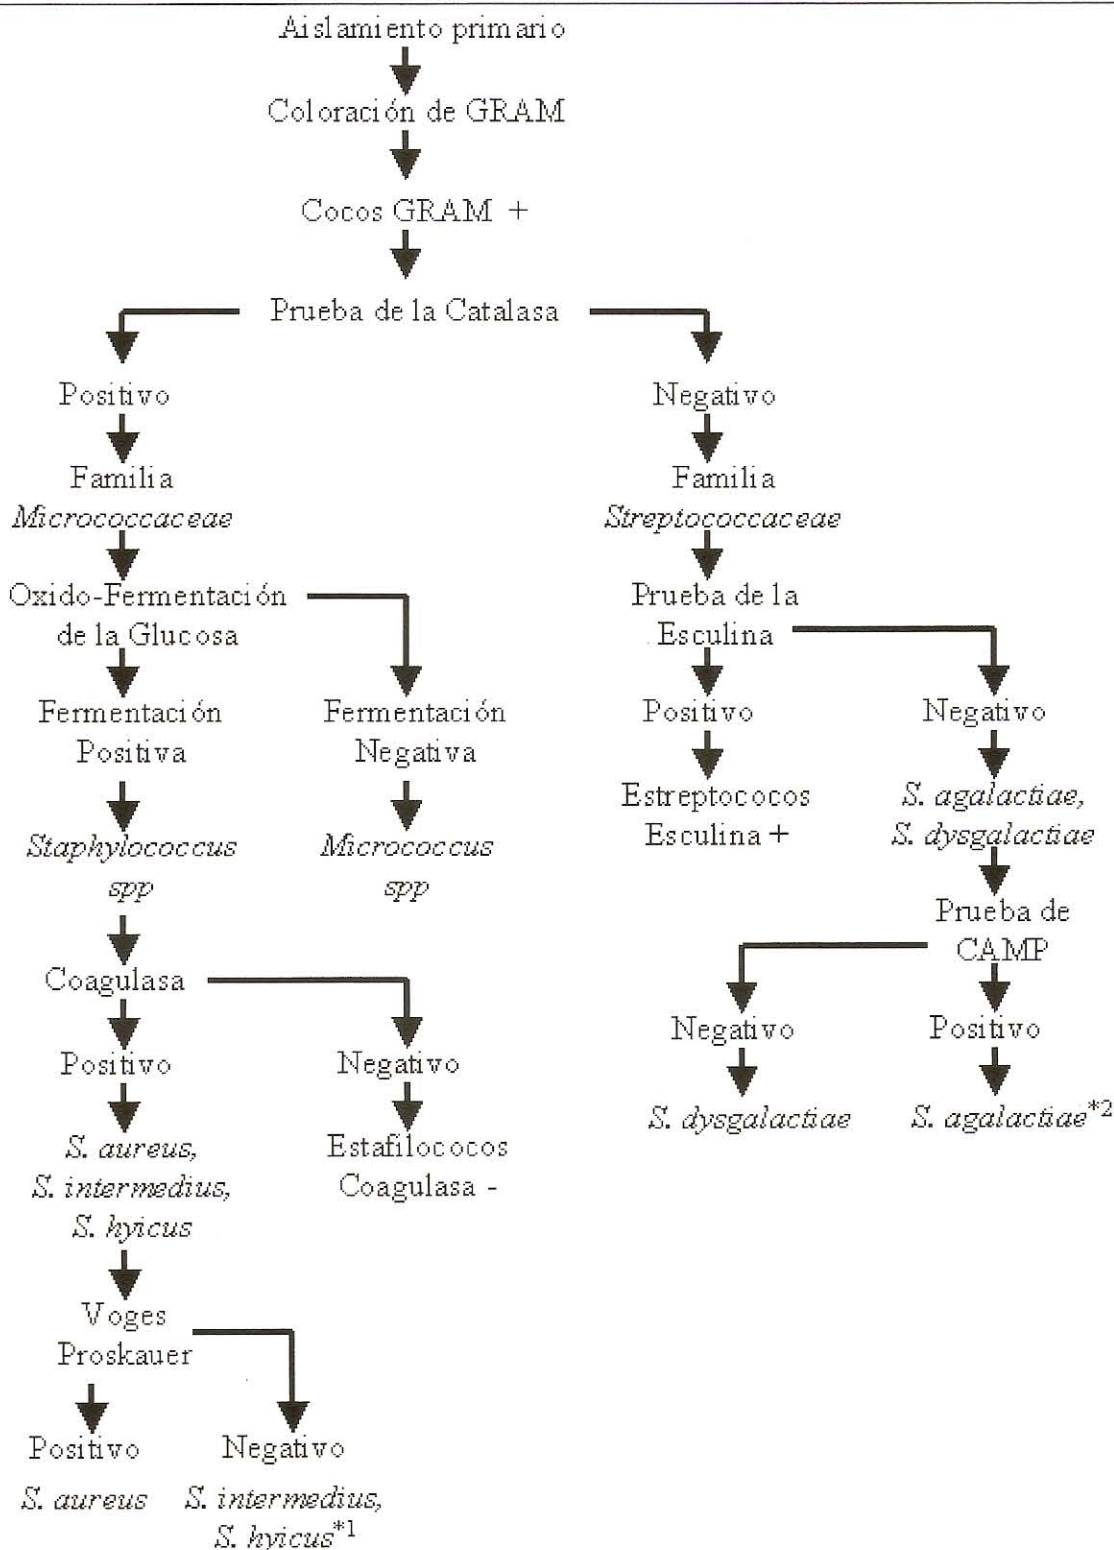 Aislamiento primario
Coloración de GRAM
Cocos GRAM +
Prueba de la Catalasa
Positivo
Familia
Micrococcaceae
Oxido-Fermentación
de la Glucosa
Fermentación
Positiva
Staphylococcus
spp
Fermentación
Negativa
Micrococcus
spp
Coagulasa
Positivo
S. aureus,
S. intermedius,
S. hyicus
Negativo
Estafilococos
Coagulasa -
Voges
Proskauer
Positivo
S. aureus
Negativo
S. intermedius,
S. hyicus*1
Negativo
Familia
Streptococcaceae
Prueba de la
Esculina
Positivo
Estreptococos
Esculina +
Negativo
S. agalactiae,
S. dysgalactiae
Prueba de
CAMP
Negativo
S. dysgalactiae
Positivo
S. agalactiae*2